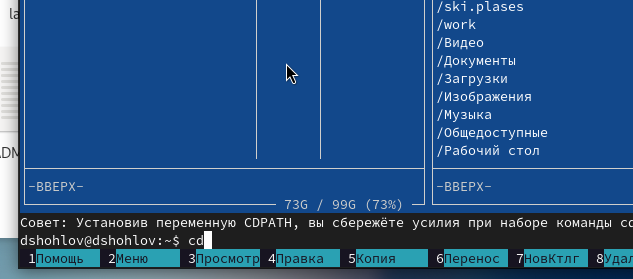 la
ADM
/ski.plases
/work
/Видео
/Документы
/Загрузки
/Изображения
/Музыка
/Общедоступные
/Рабочий стол
-ВВЕРХ-
-ВВЕРХ-
73G / 99G (73%)
Совет: Установив переменную CDPATH, вы сбережёте усилия при наборе команды cd
dshohlov@dshohlov:~$ cd
1Помощь 2Меню 3Просмотр 4Правка 5Копия 6Перенос 7НовКтлг 8Удал